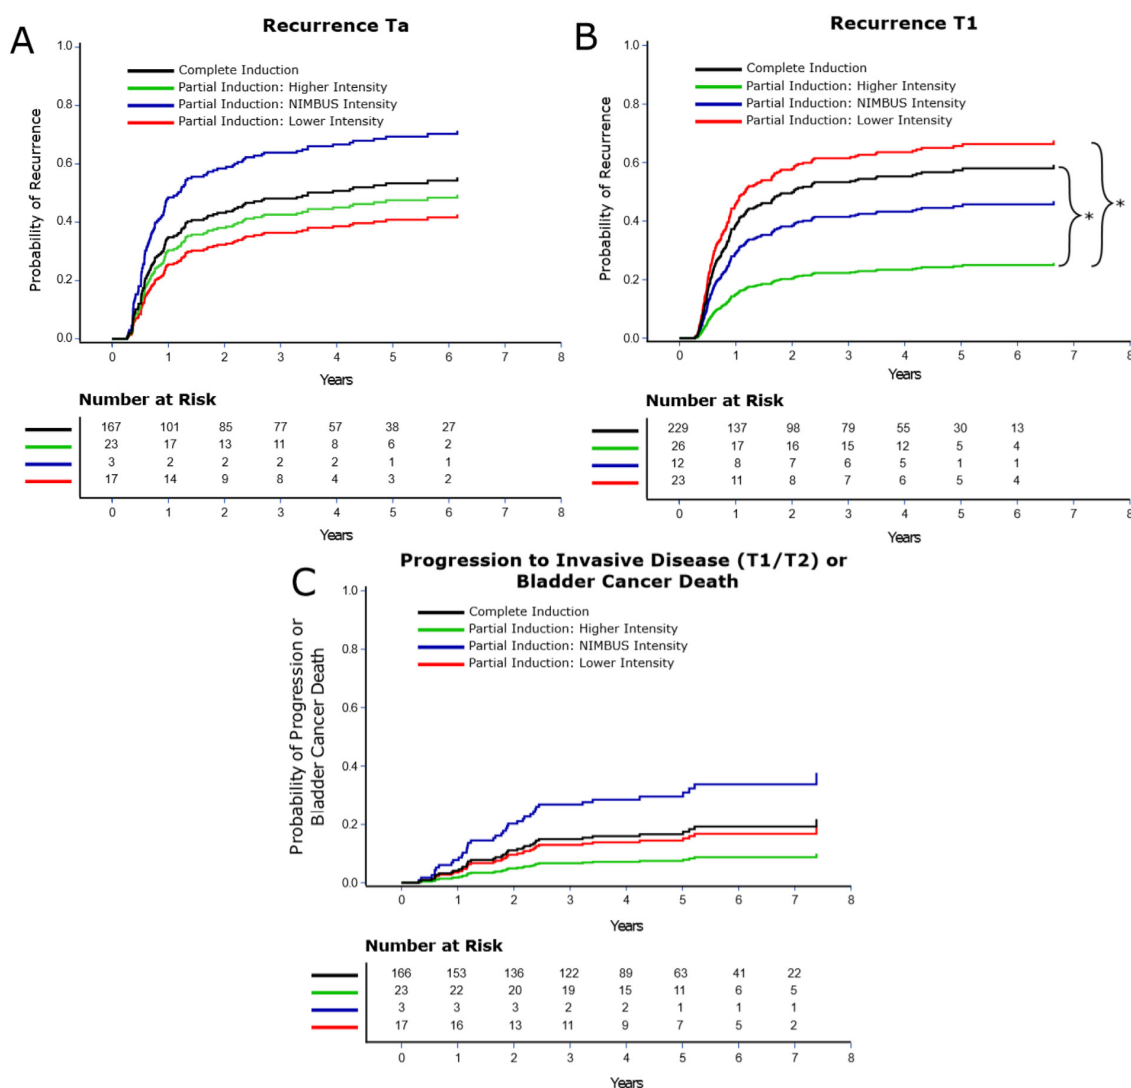 A
Recurrence Ta
Complete Induction
Partial Induction: Higher Intensity
Partial Induction: NIMBUS Intensity
Partial Induction: Lower Intensity
Probability of Recurrence
1.0
0.8
0.6
0.4
0.2
0.0
0 1 2 3 4 5 6 7 8
Years
Number at Risk
167 101 85 77 57 38 27
23 17 13 11 8 6 2
3 2 2 2 2 1 1
17 14 9 8 4 3 2
0 1 2 3 4 5 6 7 8
Years
B
Recurrence T1
Complete Induction
Partial Induction: Higher Intensity
Partial Induction: NIMBUS Intensity
Partial Induction: Lower Intensity
Probability of Recurrence
1.0
0.8
0.6
0.4
0.2
0.0
* *
0 1 2 3 4 5 6 7 8
Years
Number at Risk
229 137 98 79 55 30 13
26 17 16 15 12 5 4
12 8 7 6 5 1 1
23 11 8 7 6 5 4
0 1 2 3 4 5 6 7 8
Years
C
Progression to Invasive Disease (T1/T2) or
Bladder Cancer Death
Complete Induction
Partial Induction: Higher Intensity
Partial Induction: NIMBUS Intensity
Partial Induction: Lower Intensity
Probability of Progression or
Bladder Cancer Death
1.0
0.8
0.6
0.4
0.2
0.0
0 1 2 3 4 5 6 7 8
Years
Number at Risk
166 153 136 122 89 63 41 22
23 22 20 19 15 11 6 5
3 3 3 2 2 1 1 1
17 16 13 11 9 7 5 2
0 1 2 3 4 5 6 7 8
Years